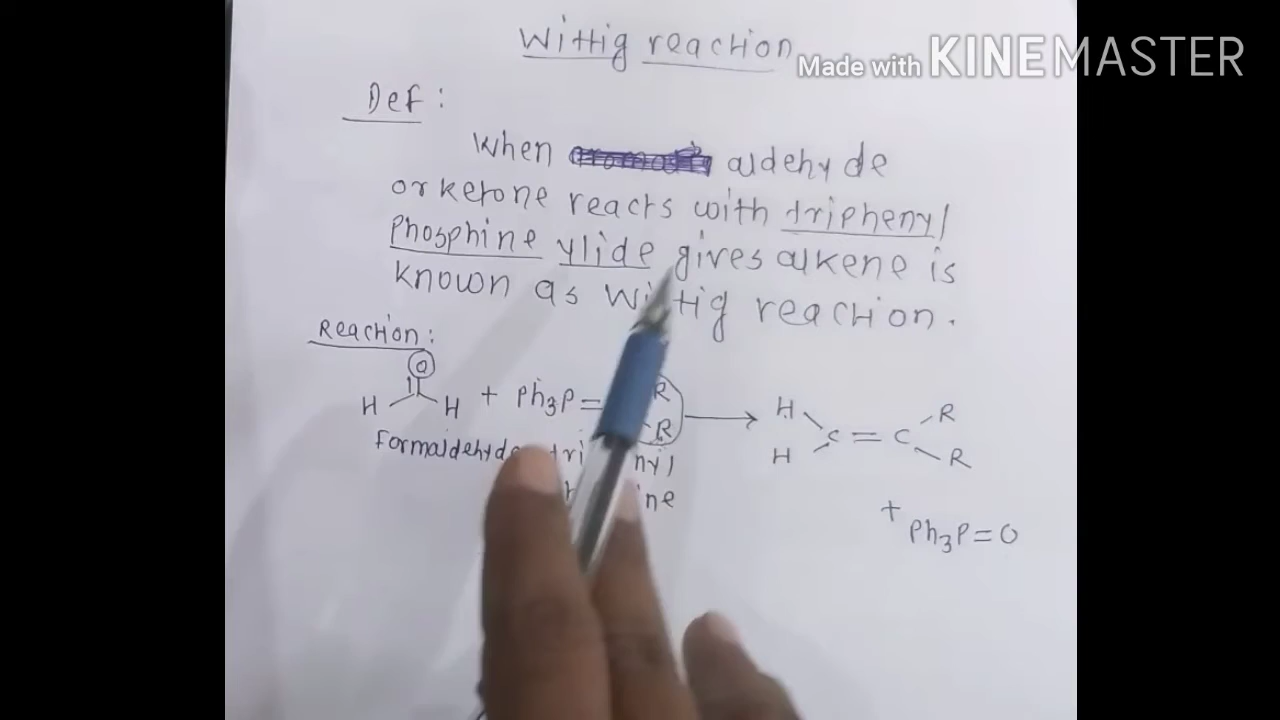 Wittig reaction
Made with KINEMASTER
Def :
When aldehyde
or ketone reacts with triphenyl
Phosphine ylide gives alkene is
known as Wittig reaction.
Reaction:
O
H H + Ph3P= R R → H H C = C R R
Formaldehyde
+ Ph3P=O